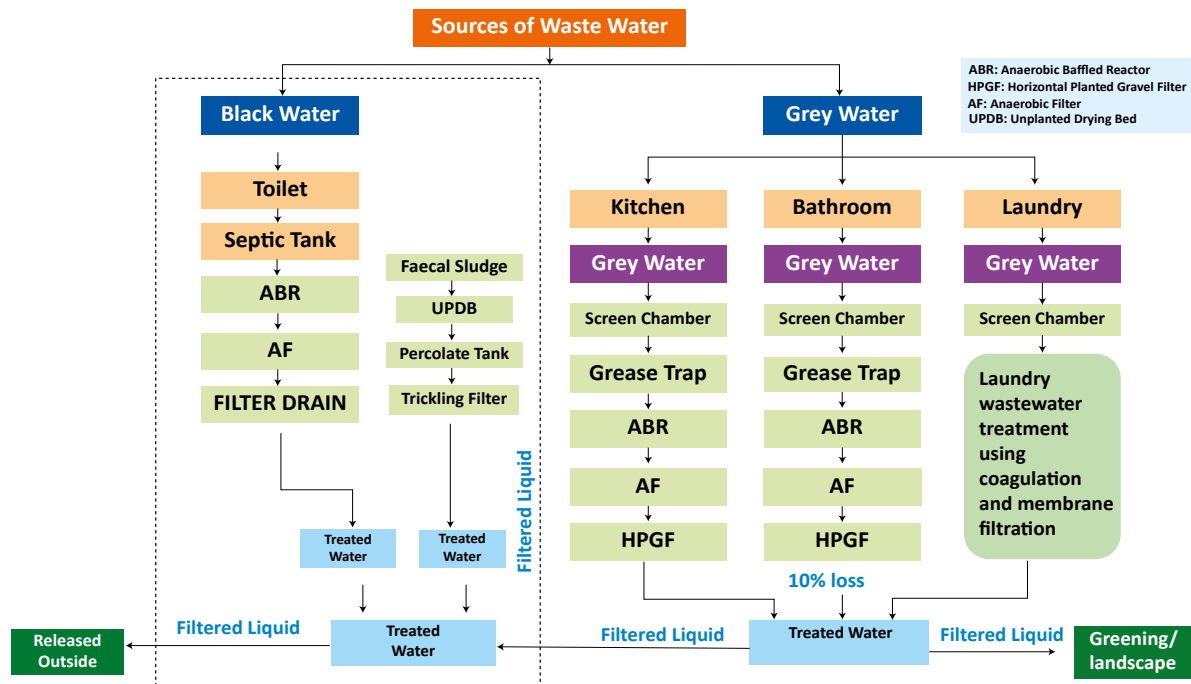 Sources of Waste Water
ABR: Anaerobic Baffled Reactor
HPGF: Horizontal Planted Gravel Filter
AF: Anaerobic Filter
UPDB: Unplanted Drying Bed
Black Water
Toilet
Septic Tank
ABR
AF
FILTER DRAIN
Treated
Water
Faecal Sludge
UPDB
Percolate Tank
Trickling Filter
Treated
Water
Filtered Liquid
Treated
Water
Filtered Liquid
Released
Outside
Grey Water
Kitchen
Grey Water
Screen Chamber
Grease Trap
ABR
AF
HPGF
Bathroom
Grey Water
Screen Chamber
Grease Trap
ABR
AF
HPGF
10% loss
Laundry
Grey Water
Screen Chamber
Laundry
wastewater
treatment
using
coagulation
and membrane
filtration
Filtered Liquid
Treated Water
Filtered Liquid
Greening/
landscape